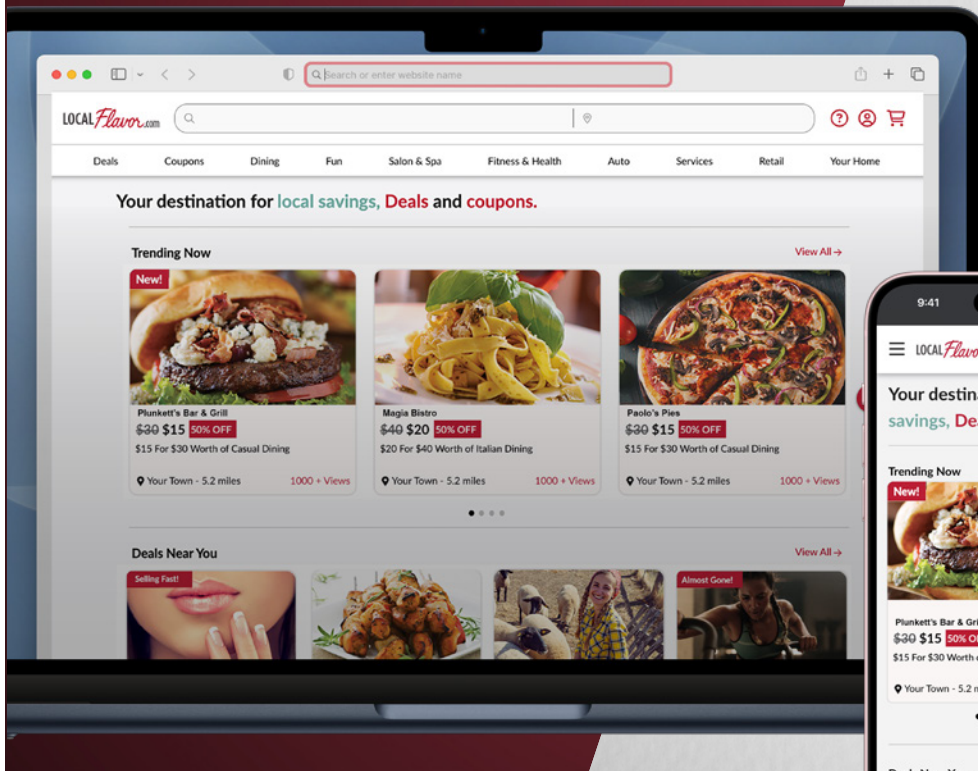 Search or enter website name
LOCAL Flavor.com
Deals Coupons Dining Fun Salon & Spa Fitness & Health Auto Services Retail Your Home
Your destination for local savings, Deals and coupons.
Trending Now View All →
New!
Plunkett's Bar & Grill
$30 $15 50% OFF
$15 For $30 Worth of Casual Dining
Your Town - 5.2 miles 1000 + Views
Magia Bistro
$40 $20 50% OFF
$20 For $40 Worth of Italian Dining
Your Town - 5.2 miles 1000 + Views
Paolo's Pies
$30 $15 50% OFF
$15 For $30 Worth of Casual Dining
Your Town - 5.2 miles 1000 + Views
Deals Near You View All →
Selling Fast!
Almost Gone!
9:41
LOCAL Flavo
Your destin
savings, De
Trending Now
New!
Plunkett's Bar & Gri
$30 $15 50% O
$15 For $30 Worth
Your Town - 5.2 m